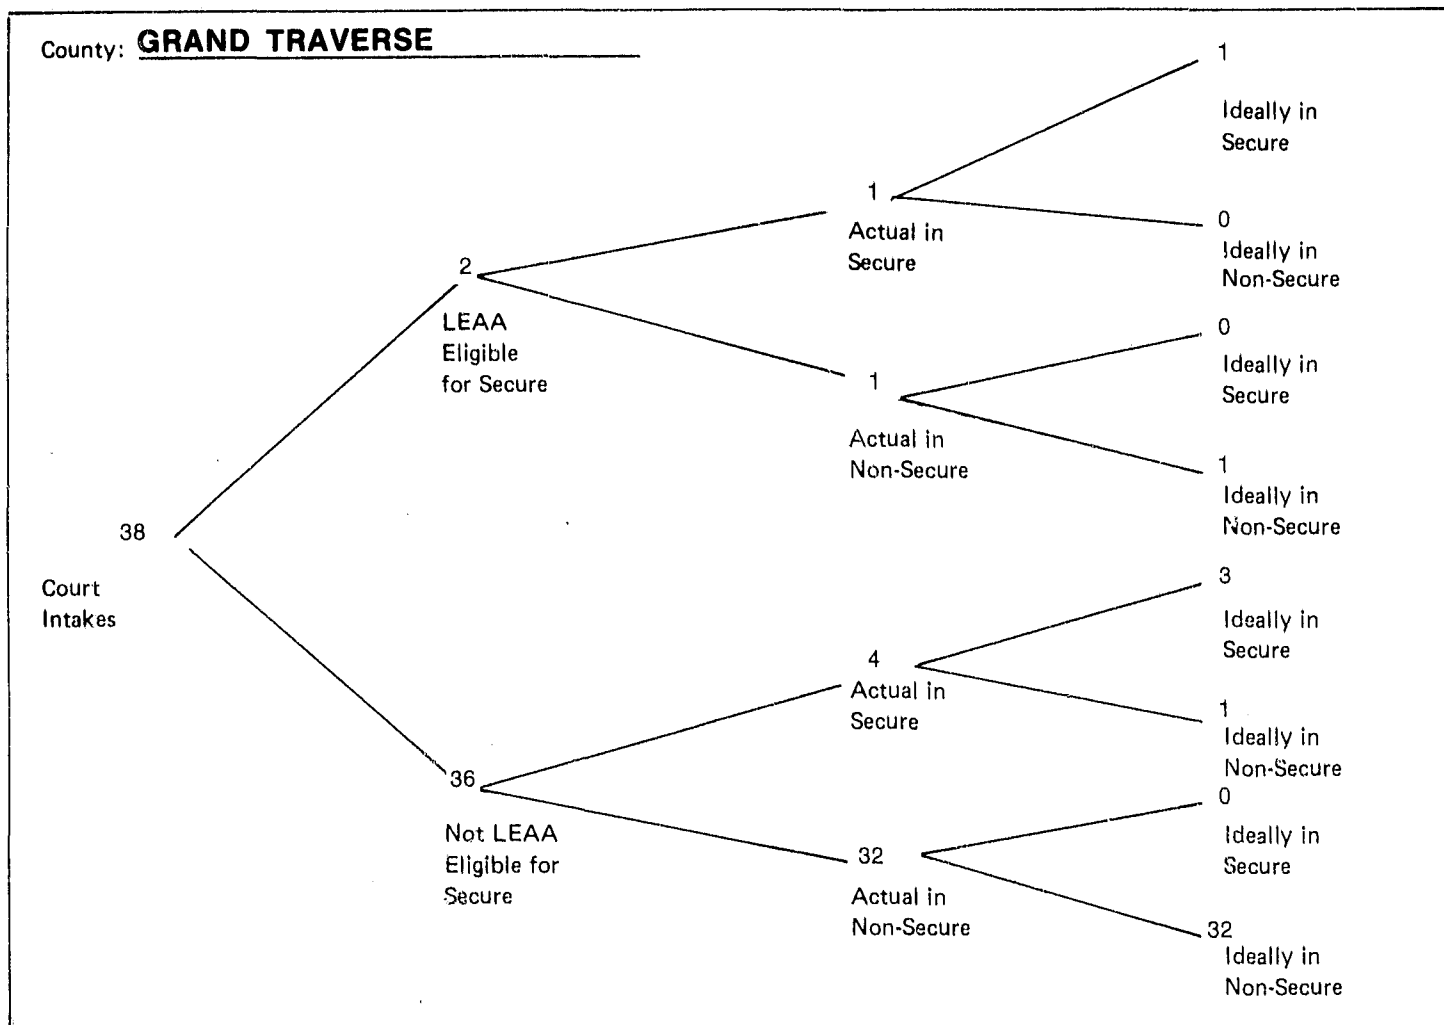 County: GRAND TRAVERSE
38
Court
Intakes
2
LEAA
Eligible
for Secure
36
Not LEAA
Eligible for
Secure
1
Actual in
Secure
1
Actual in
Non-Secure
4
Actual in
Secure
32
Actual in
Non-Secure
1
Ideally in
Secure
0
Ideally in
Non-Secure
0
Ideally in
Secure
1
Ideally in
Non-Secure
3
Ideally in
Secure
1
Ideally in
Non-Secure
0
Ideally in
Secure
32
Ideally in
Non-Secure